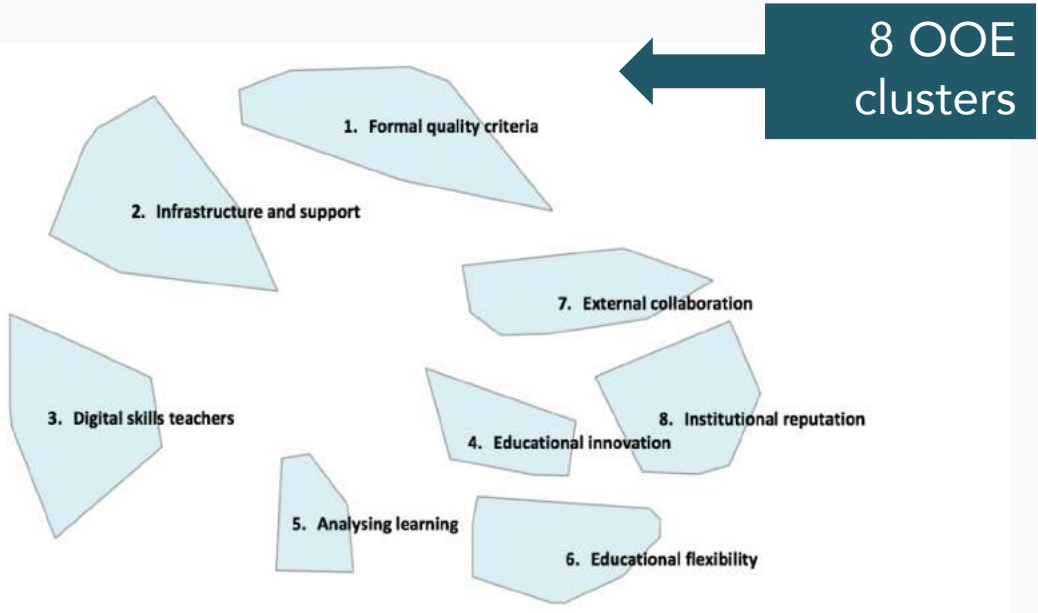 8 OOE
clusters
1. Formal quality criteria
2. Infrastructure and support
7. External collaboration
3. Digital skills teachers
8. Institutional reputation
4. Educational innovation
5. Analysing learning
6. Educational flexibility